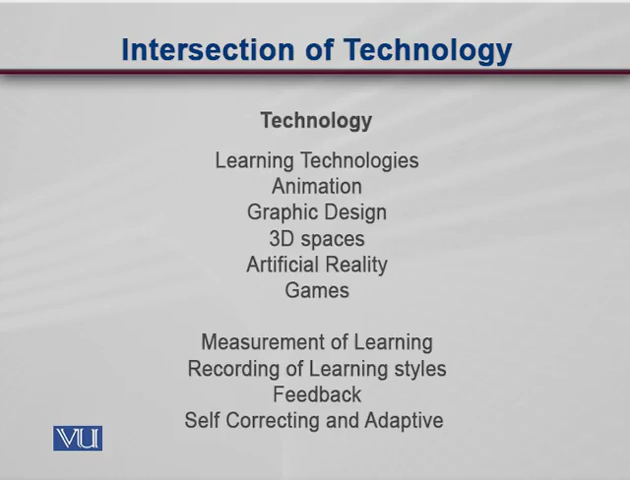 Intersection of Technology
Technology
Learning Technologies
Animation
Graphic Design
3D spaces
Artificial Reality
Games
Measurement of Learning
Recording of Learning styles
Feedback
Self Correcting and Adaptive
VU